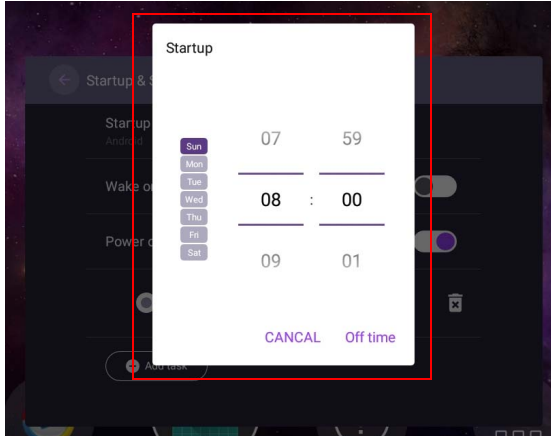 Startup
Startup & S
Startup
Android
Wake o
Power o
Sun
Mon
Tue
Wed
Thu
Fri
Sat
07 59
08 : 00
09 01
CANCAL Off time
Add task